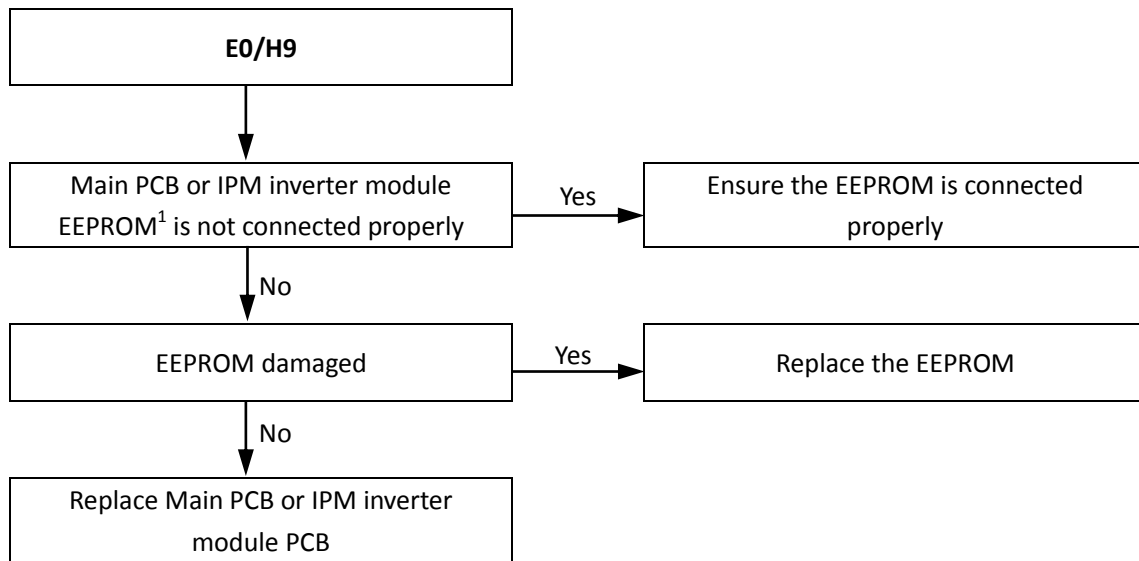 E0/H9
Main PCB or IPM inverter module
EEPROM¹ is not connected properly
Yes
Ensure the EEPROM is connected
properly
No
EEPROM damaged
Yes
Replace the EEPROM
No
Replace Main PCB or IPM inverter
module PCB